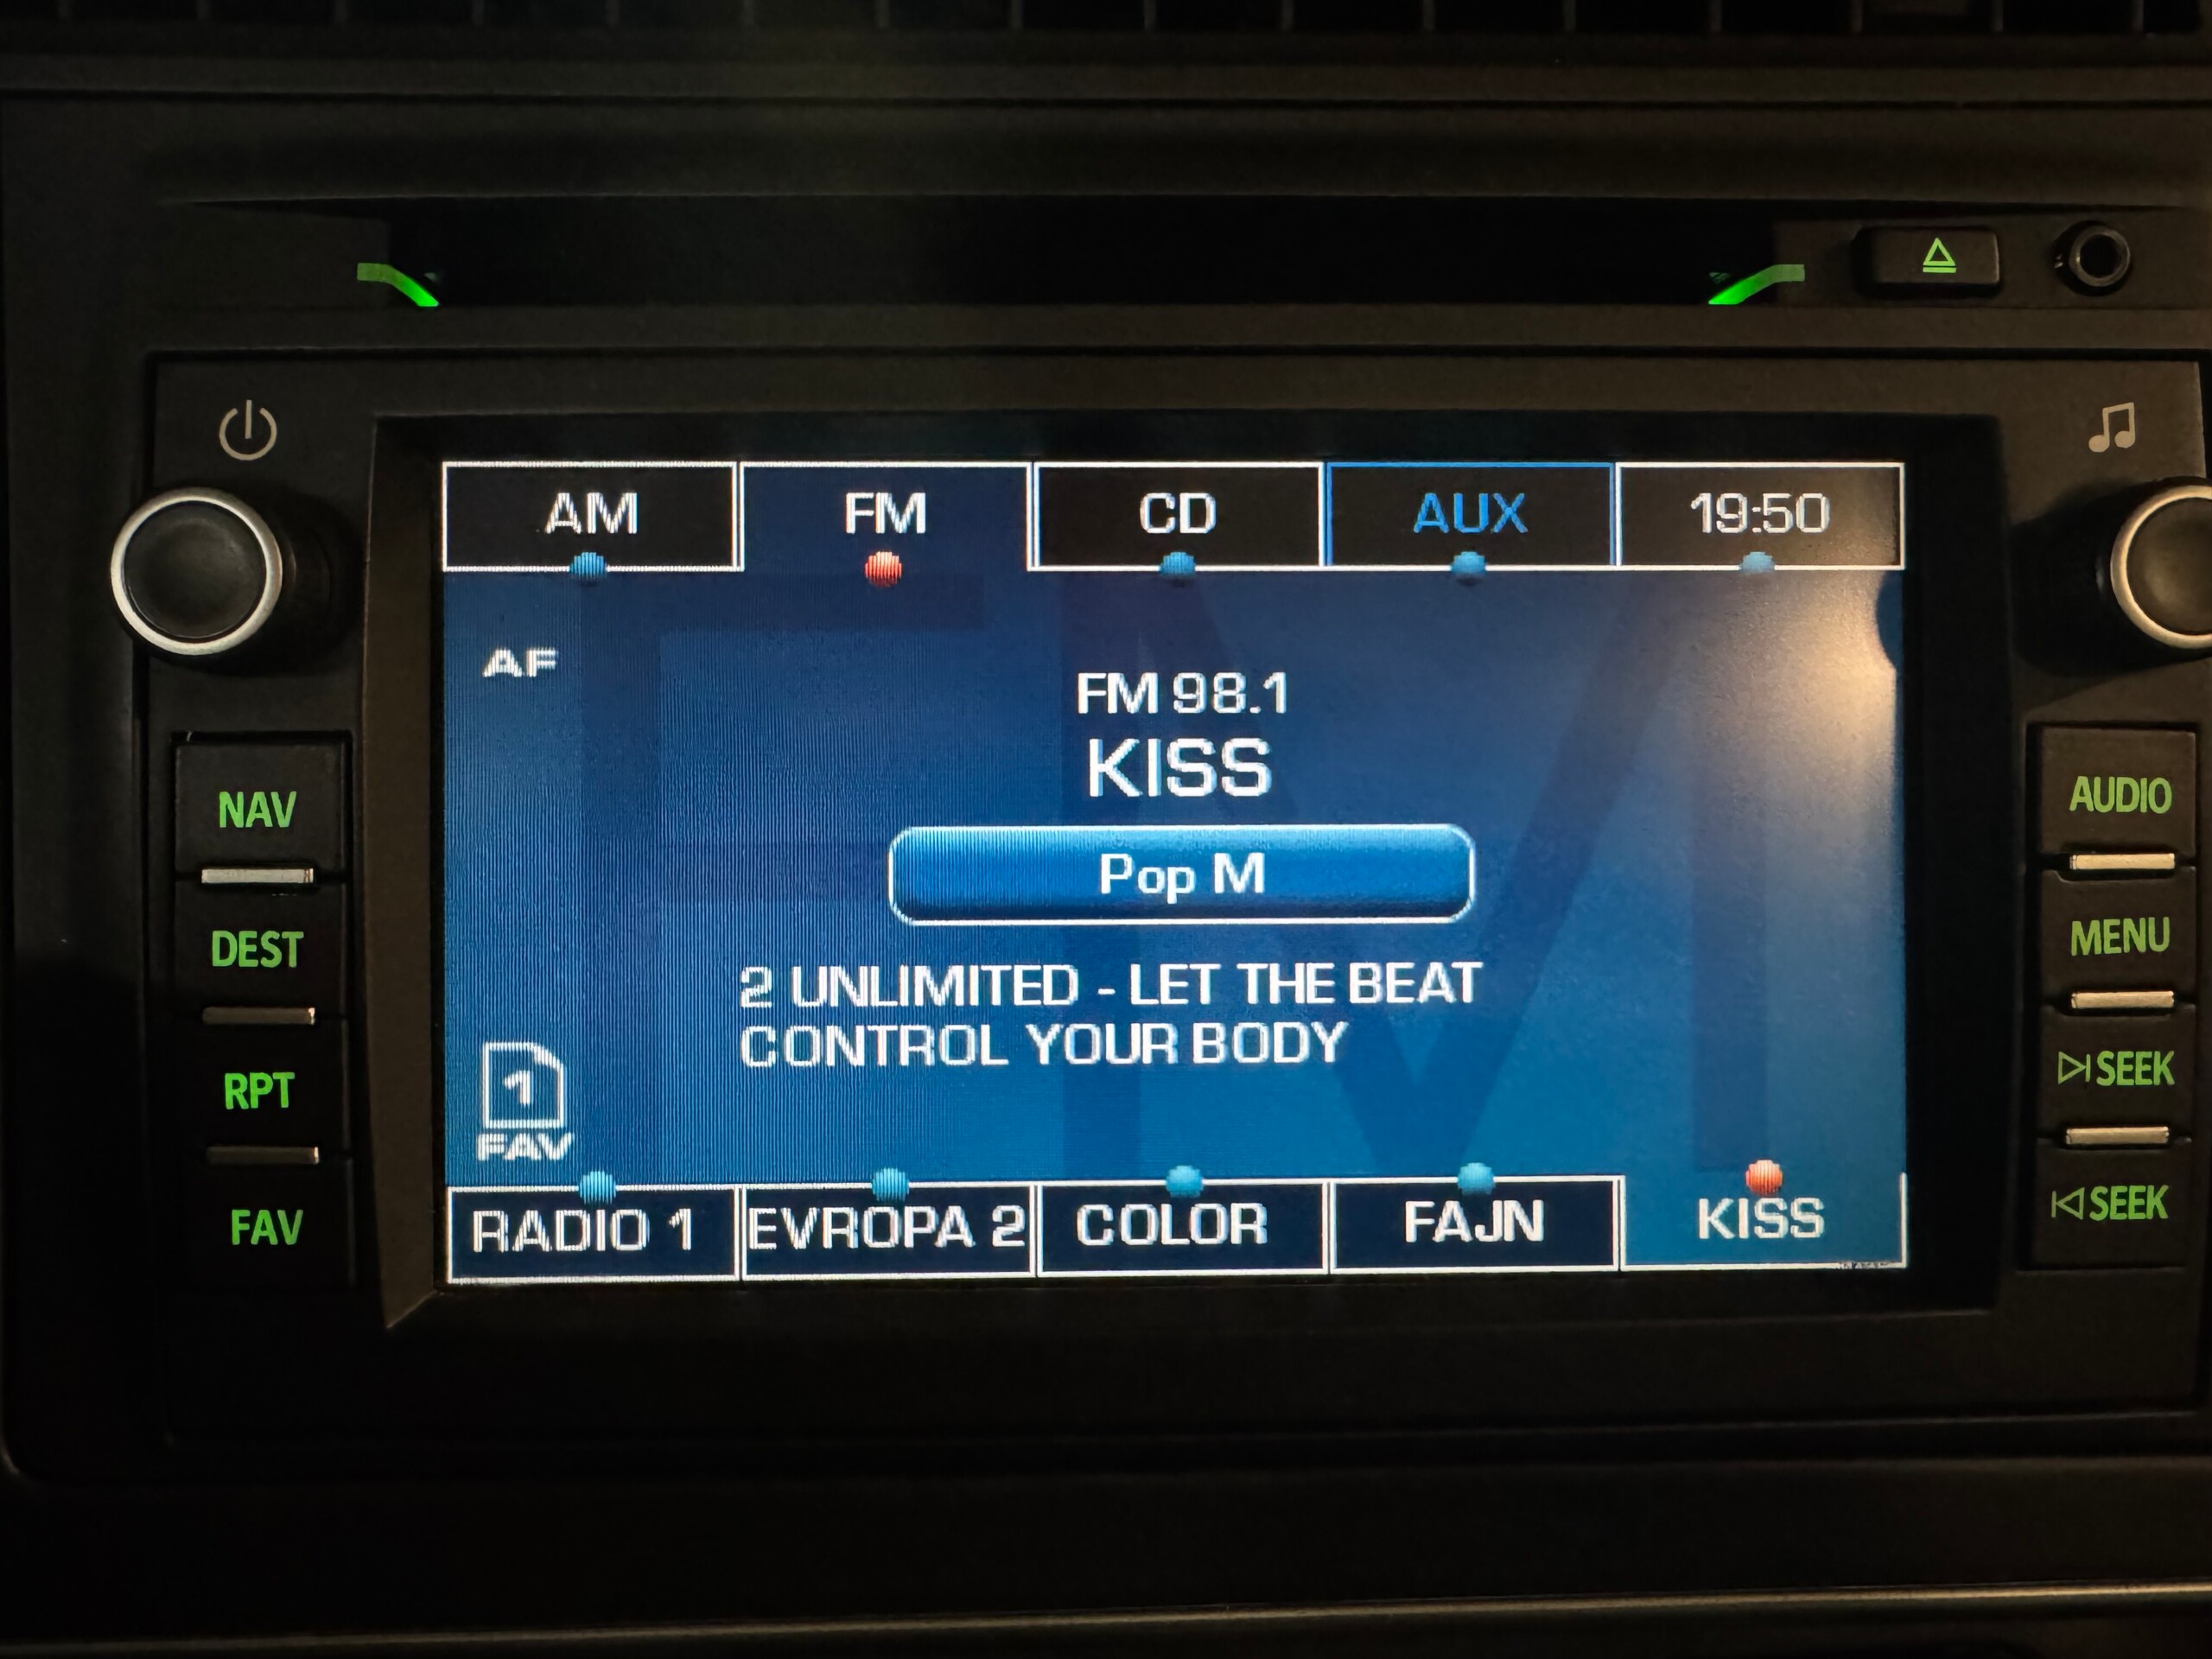 AM FM CD AUX 19:50
AF
FM 98.1
KISS
Pop M
2 UNLIMITED - LET THE BEAT
CONTROL YOUR BODY
1
FAV
RADIO 1 EVROPA 2 COLOR FAJN KISS
NAV
DEST
RPT
FAV
AUDIO
MENU
SEEK
SEEK